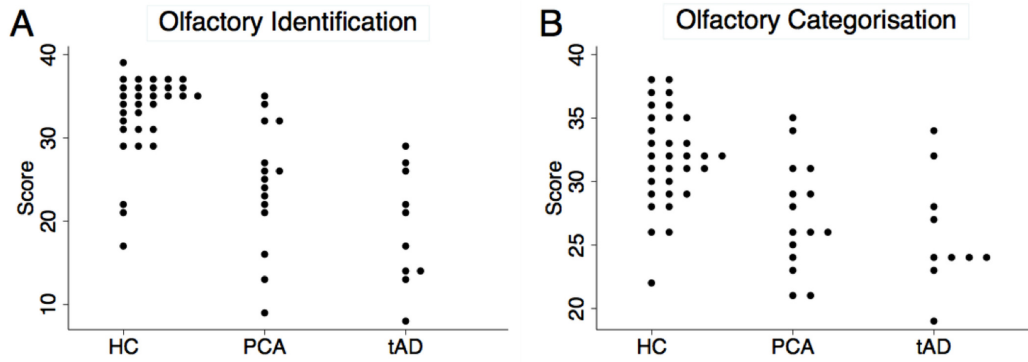 A
Olfactory Identification
Score
40
30
20
10
HC
PCA
tAD
B
Olfactory Categorisation
Score
40
35
30
25
20
HC
PCA
tAD